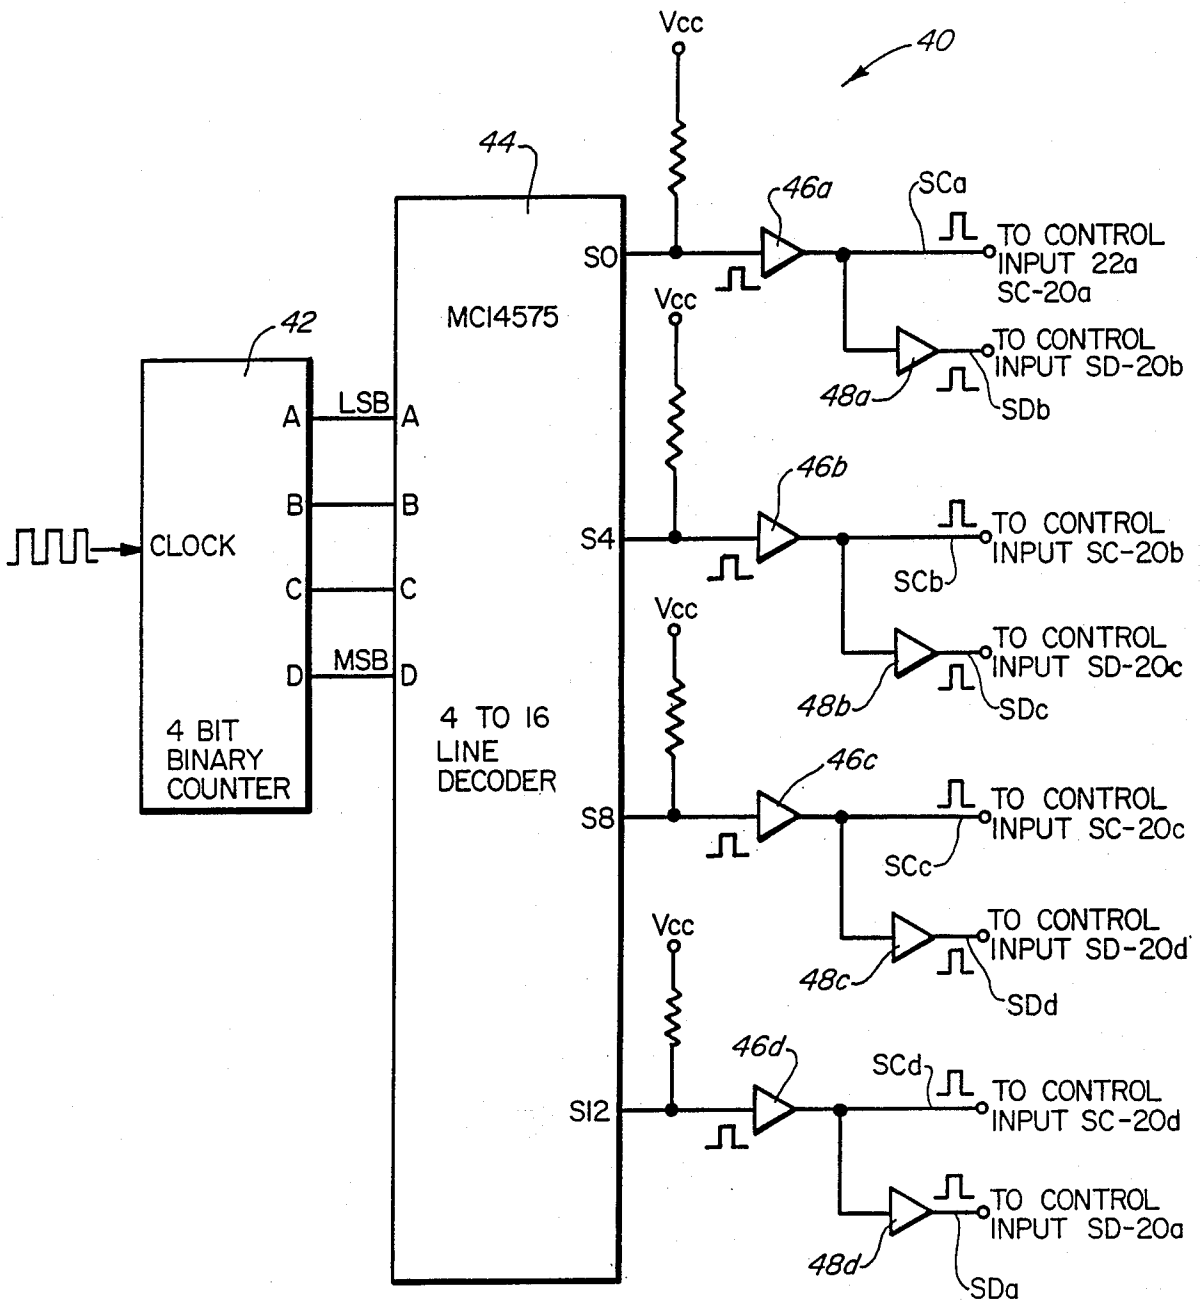 Vcc
40
44
46a
SCa
S0
TO CONTROL
INPUT 22a
SC-20a
MC14575
Vcc
42
TO CONTROL
INPUT SD-20b
48a
SDb
A
LSB
A
46b
B
B
S4
TO CONTROL
INPUT SC-20b
CLOCK
SCb
C
C
Vcc
TO CONTROL
INPUT SD-20c
D
MSB
D
48b
SDc
4 BIT
BINARY
COUNTER
4 TO 16
LINE
DECODER
46c
S8
TO CONTROL
INPUT SC-20c
SCc
Vcc
TO CONTROL
INPUT SD-20d
48c
SDd
46d
SCd
S12
TO CONTROL
INPUT SC-20d
TO CONTROL
INPUT SD-20a
48d
SDa